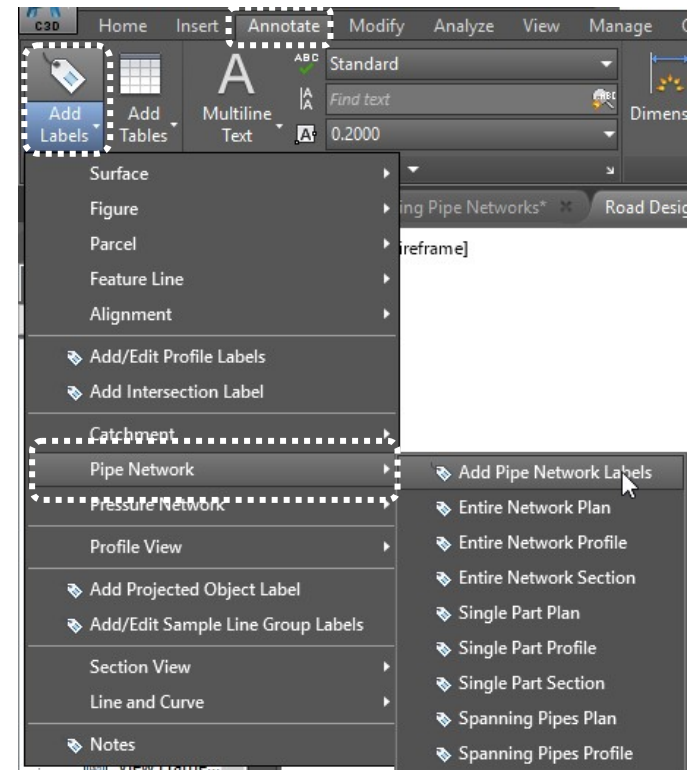 C3D Home Insert Annotate Modify Analyze View Manage
ABC Standard
Find text
0.2000
Add Labels
Add Tables
A
Multiline Text
Dimens
Surface
ing Pipe Networks* Road Desig
Figure
Parcel
ireframe]
Feature Line
Alignment
Add/Edit Profile Labels
Add Intersection Label
Catchment
Pipe Network
Pressure Network
Profile View
Add Projected Object Label
Add/Edit Sample Line Group Labels
Section View
Line and Curve
Notes
Add Pipe Network Labels
Entire Network Plan
Entire Network Profile
Entire Network Section
Single Part Plan
Single Part Profile
Single Part Section
Spanning Pipes Plan
Spanning Pipes Profile